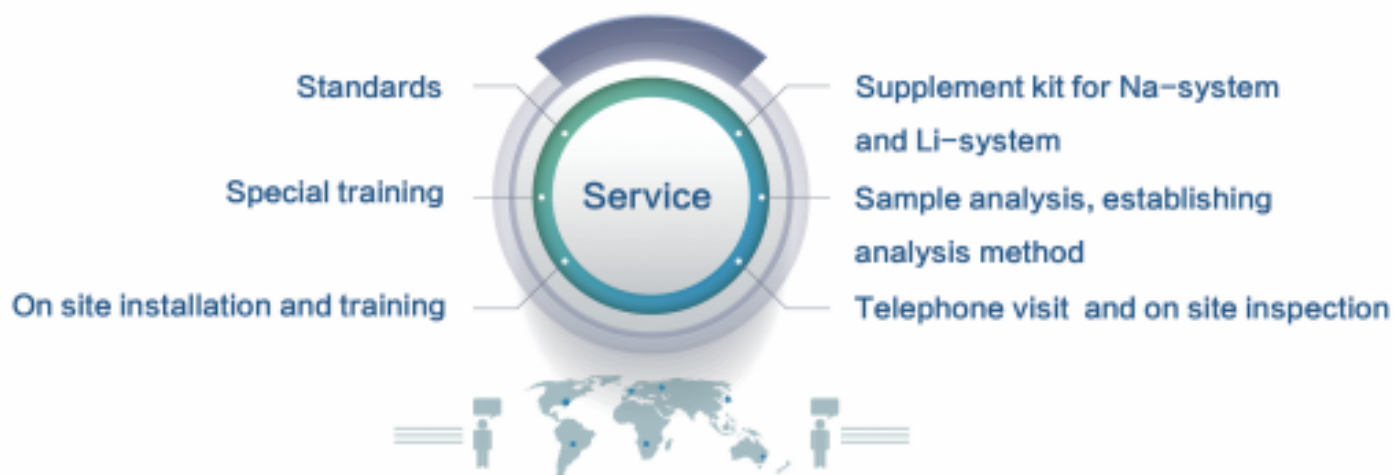 Standards
Special training
On site installation and training
Service
Supplement kit for Na-system
and Li-system
Sample analysis, establishing
analysis method
Telephone visit and on site inspection